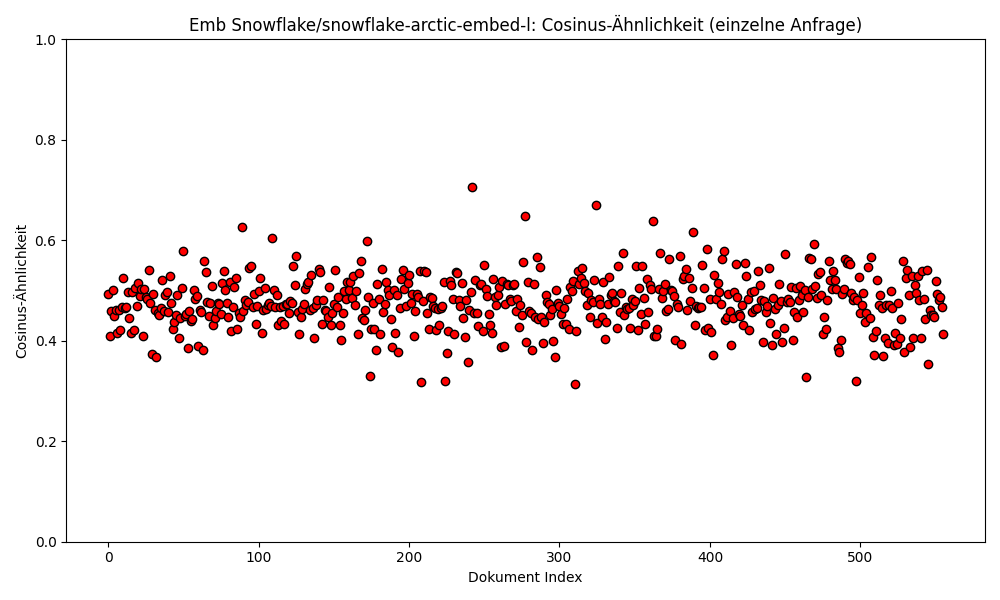 Emb Snowflake/snowflake-arctic-embed-l: Cosinus-Ähnlichkeit (einzelne Anfrage)
1.0
0.8
0.6
0.4
0.2
0.0
Cosinus-Ähnlichkeit
0 100 200 300 400 500
Dokument Index